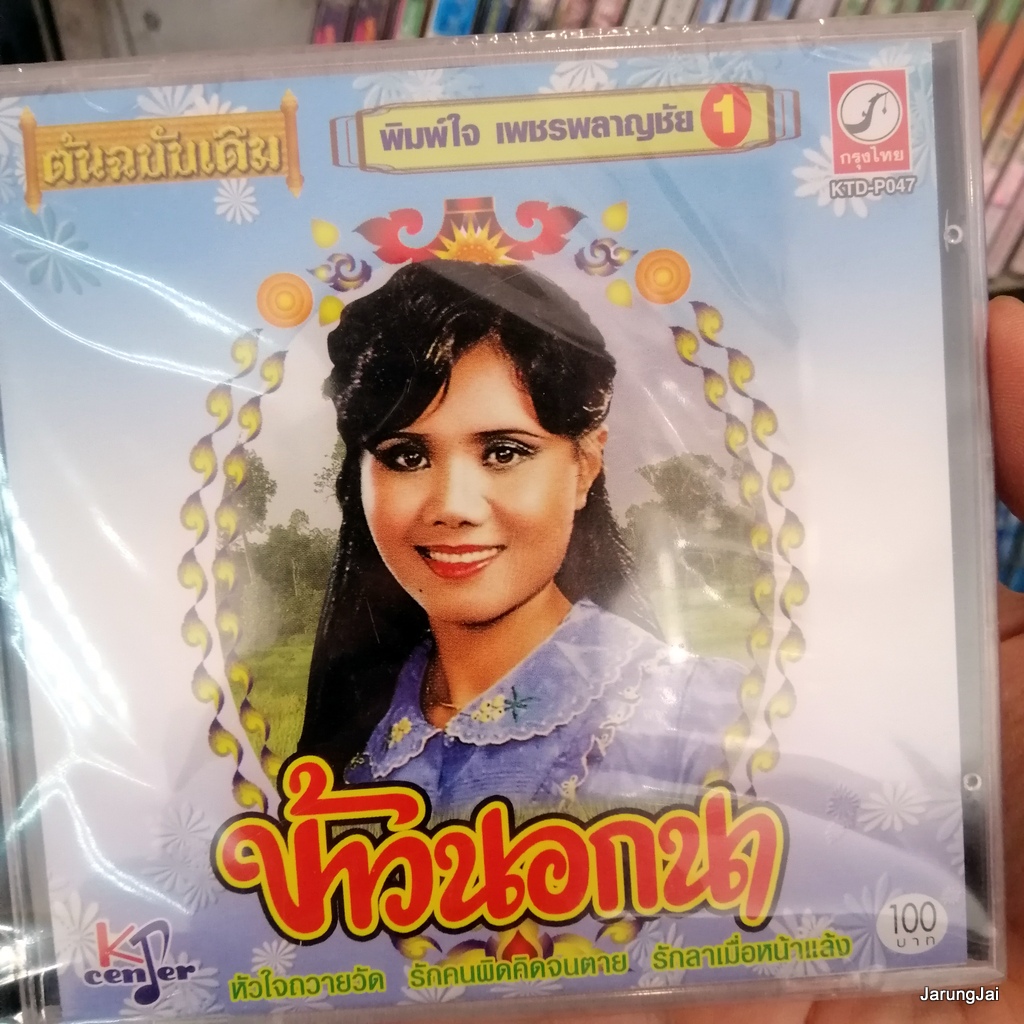 ต้นฉบับเดิม
พิมพ์ใจ เพชรพลาญชัย 1
กรุงไทย
KTD-P047
ข้าวนอกนา
100
บาท
KP center
หัวใจถวายวัด รักคนผิดคิดจนตาย รักลาเมื่อหน้าแล้ง
JarungJai